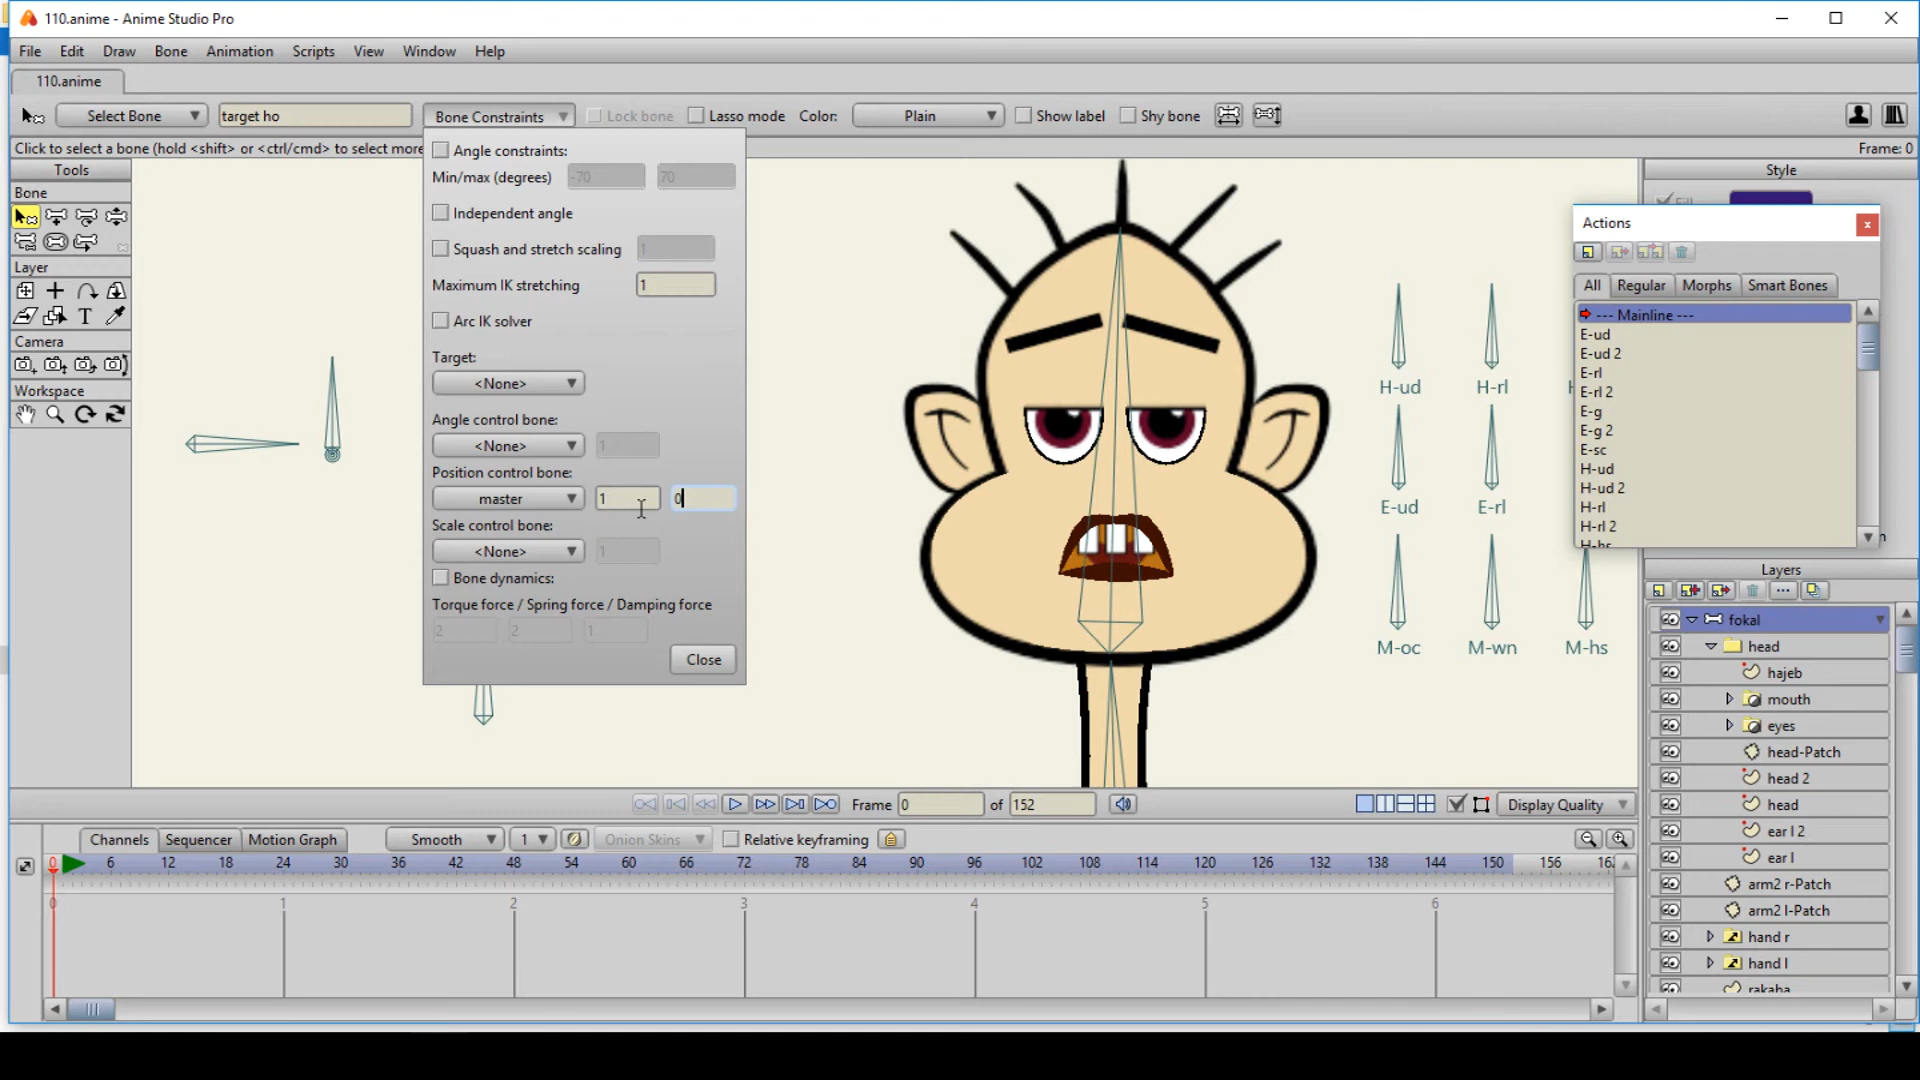 110.anime - Anime Studio Pro
File Edit Draw Bone Animation Scripts View Window Help
110.anime
Select Bone target ho Bone Constraints Lock bone Lasso mode Color: Plain Show label Shy bone
Click to select a bone (hold <shift> or <ctrl/cmd> to select more Frame: 0
Tools
Bone
Layer
Camera
Workspace
Angle constraints:
Min/max (degrees) -70 70
Independent angle
Squash and stretch scaling 1
Maximum IK stretching 1
Arc IK solver
Target:
<None>
Angle control bone:
<None> 1
Position control bone:
master 1 0
Scale control bone:
<None> 1
Bone dynamics:
Torque force / Spring force / Damping force
2 2 1
Close
H-ud H-rl
E-ud E-rl
M-oc M-wn M-hs
Style
Actions
All Regular Morphs Smart Bones
--- Mainline ---
E-ud
E-ud 2
E-rl
E-rl 2
E-g
E-g 2
E-sc
H-ud
H-ud 2
H-rl
H-rl 2
H-hs
Layers
fokal
head
hajeb
mouth
eyes
head-Patch
head 2
head
ear l 2
ear l
arm2 r-Patch
arm2 l-Patch
hand r
hand l
rakaba
Frame 0 of 152 Display Quality
Channels Sequencer Motion Graph Smooth 1 Onion Skins Relative keyframing
0 6 12 18 24 30 36 42 48 54 60 66 72 78 84 90 96 102 108 114 120 126 132 138 144 150 156
0 1 2 3 4 5 6